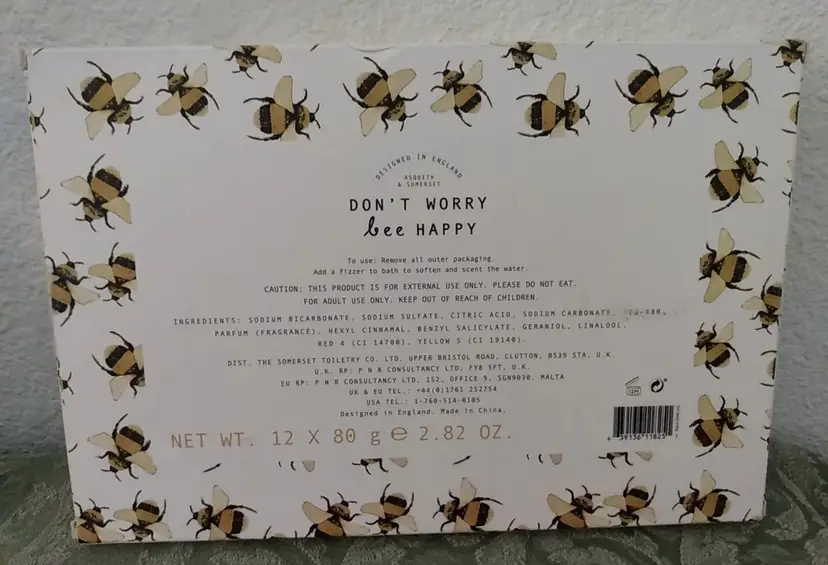 DESIGNED IN ENGLAND
ASQUITH
& SOMERSET
DON'T WORRY
bee HAPPY
To use: Remove all outer packaging.
Add a fizzer to bath to soften and scent the water.
CAUTION: THIS PRODUCT IS FOR EXTERNAL USE ONLY. PLEASE DO NOT EAT.
FOR ADULT USE ONLY. KEEP OUT OF REACH OF CHILDREN.
INGREDIENTS: SODIUM BICARBONATE, SODIUM SULFATE, CITRIC ACID, SODIUM CARBONATE,
PARFUM (FRAGRANCE), HEXYL CINNAMAL, BENZYL SALICYLATE, GERANIOL, LINALOOL,
RED 4 (CI 14700), YELLOW 5 (CI 19140).
DIST. THE SOMERSET TOILETRY CO. LTD, UPPER BRISTOL ROAD, CLUTTON, BS39 5TA, U.K.
U.K. RP: P N R CONSULTANCY LTD, FY8 5FT, U.K.
EU RP: P N R CONSULTANCY LTD, 152, OFFICE 9, SGN9030, MALTA
UK & EU TEL.: +44(0)1761 252754
USA TEL.: 1-760-514-0105
Designed in England. Made in China.
12M
NET WT. 12 X 80 g e 2.82 OZ.